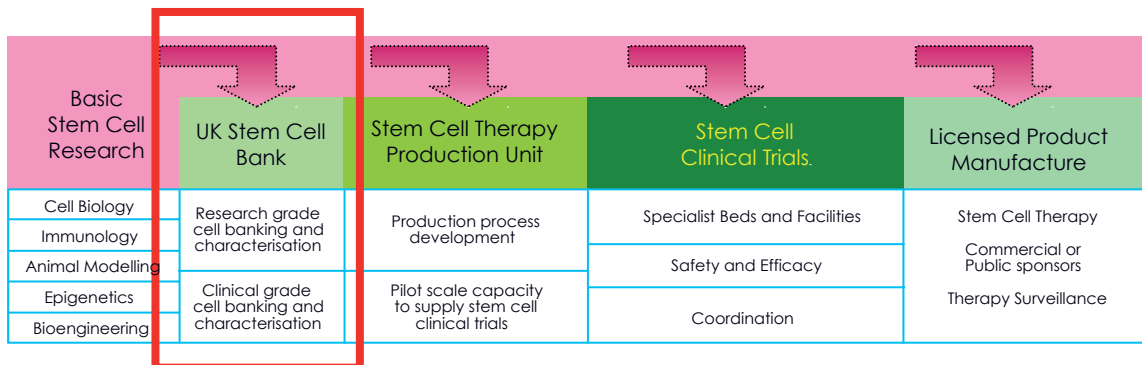 Basic
Stem Cell
Research
UK Stem Cell
Bank
Stem Cell Therapy
Production Unit
Stem Cell
Clinical Trials.
Licensed Product
Manufacture
Cell Biology
Immunology
Animal Modelling
Epigenetics
Bioengineering
Research grade
cell banking and
characterisation
Clinical grade
cell banking and
characterisation
Production process
development
Pilot scale capacity
to supply stem cell
clinical trials
Specialist Beds and Facilities
Safety and Efficacy
Coordination
Stem Cell Therapy
Commercial or
Public sponsors
Therapy Surveillance